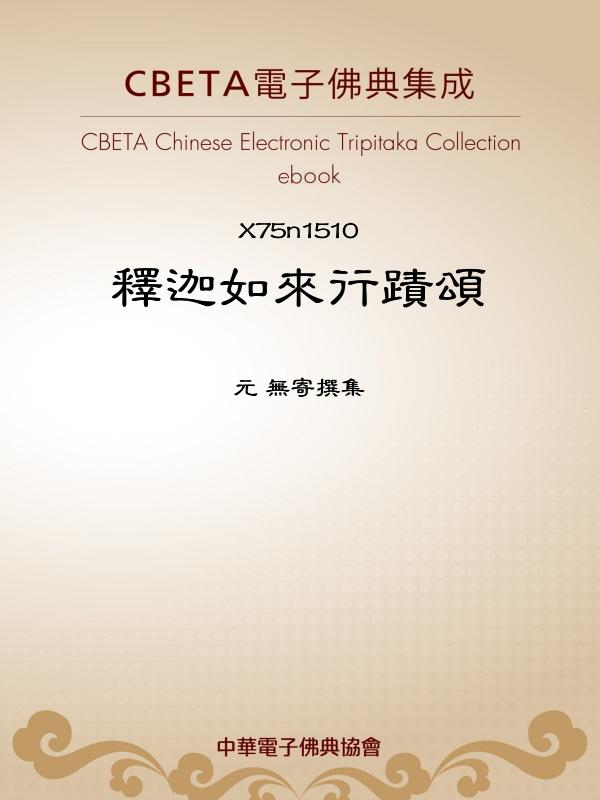 CBETA電子佛典集成
CBETA Chinese Electronic Tripitaka Collection
ebook
X75n1510
釋迦如來行蹟頌
元 無寄撰集
中華電子佛典協會